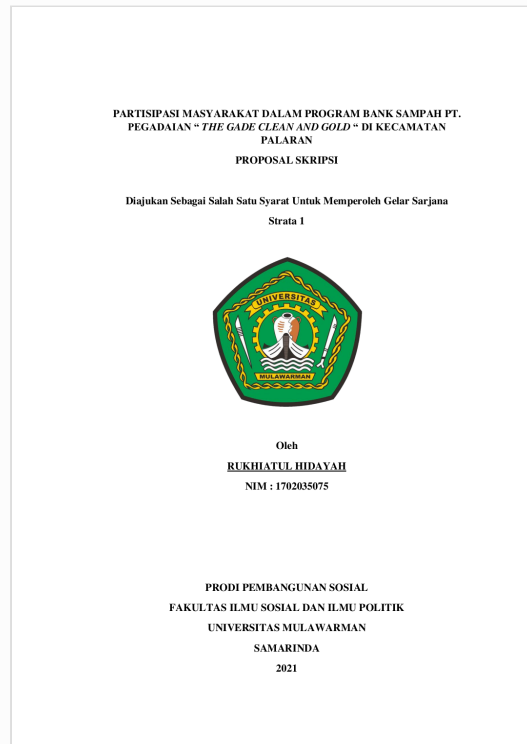 PARTISIPASI MASYARAKAT DALAM PROGRAM BANK SAMPAH PT.
PEGADAIAN “ THE GADE CLEAN AND GOLD “ DI KECAMATAN
PALARAN
PROPOSAL SKRIPSI
Diajukan Sebagai Salah Satu Syarat Untuk Memperoleh Gelar Sarjana
Strata 1
UNIVERSITAS
MULAWARMAN
Oleh
RUKHIATUL HIDAYAH
NIM : 1702035075
PRODI PEMBANGUNAN SOSIAL
FAKULTAS ILMU SOSIAL DAN ILMU POLITIK
UNIVERSITAS MULAWARMAN
SAMARINDA
2021